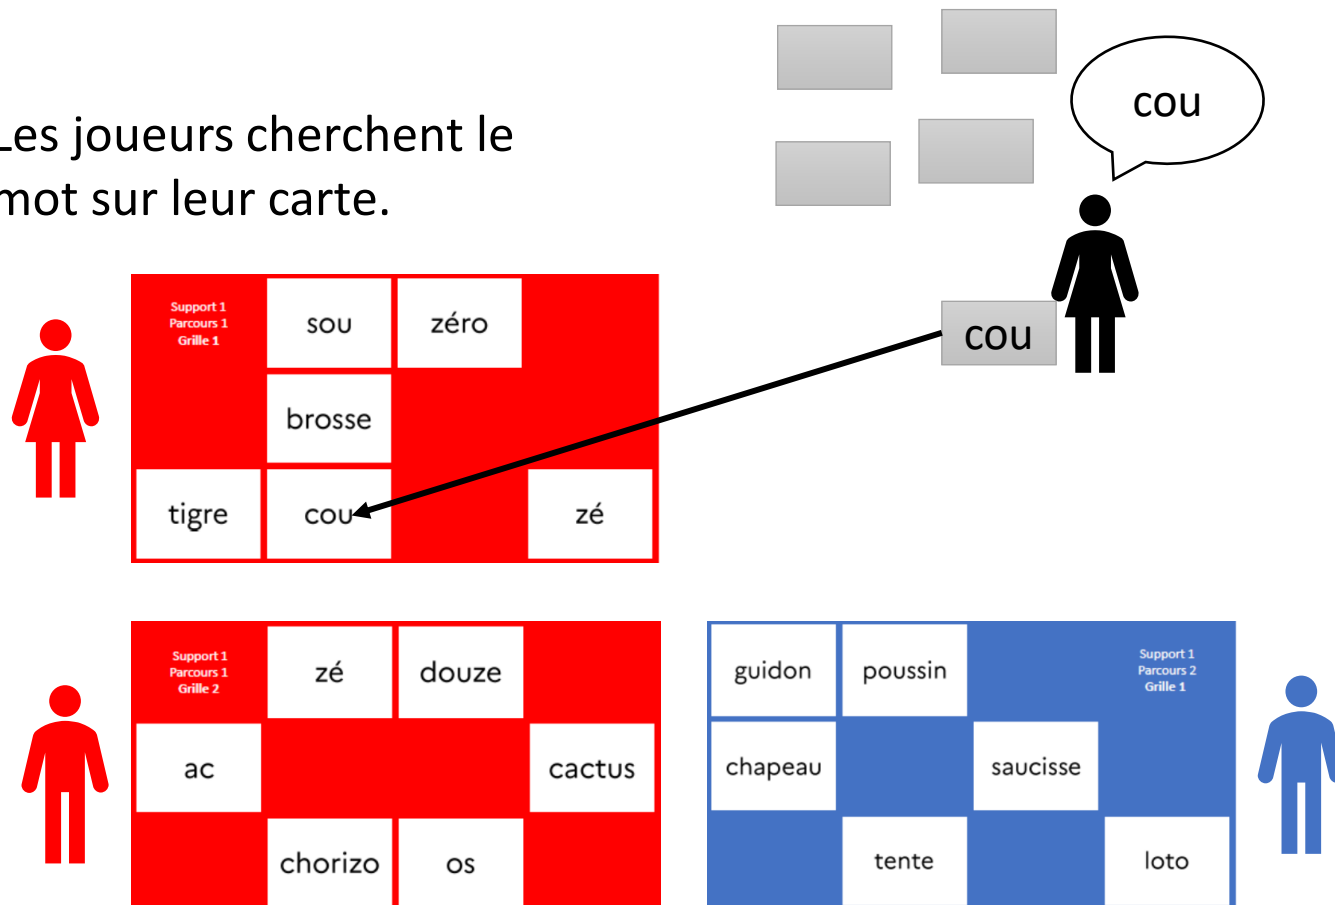 cou
Les joueurs cherchent le
mot sur leur carte.
Support 1
Parcours 1
Grille 1
sou
zéro
cou
brosse
tigre
cou
zé
Support 1
Parcours 1
Grille 2
zé
douze
ac
cactus
chorizo
os
guidon
poussin
Support 1
Parcours 2
Grille 1
chapeau
saucisse
tente
loto